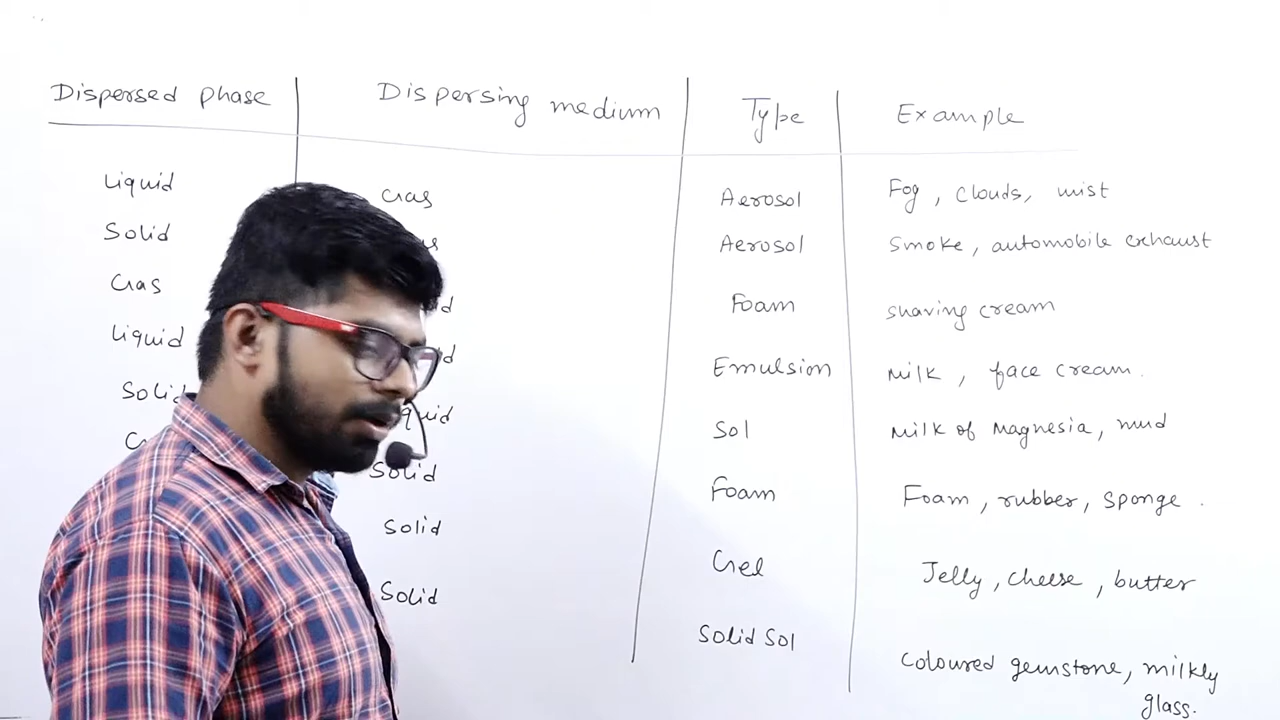 Dispersed phase Dispersing medium Type Example
Liquid Gas Aerosol Fog, clouds, mist
Solid Aerosol Smoke, automobile exhaust
Gas Foam shaving cream
Liquid Emulsion Milk, face cream.
Solid Sol Milk of Magnesia, mud
Solid Foam Foam, rubber, sponge.
Solid Gel Jelly, cheese, butter
Solid Solid Sol Coloured gemstone, milkly
glass.